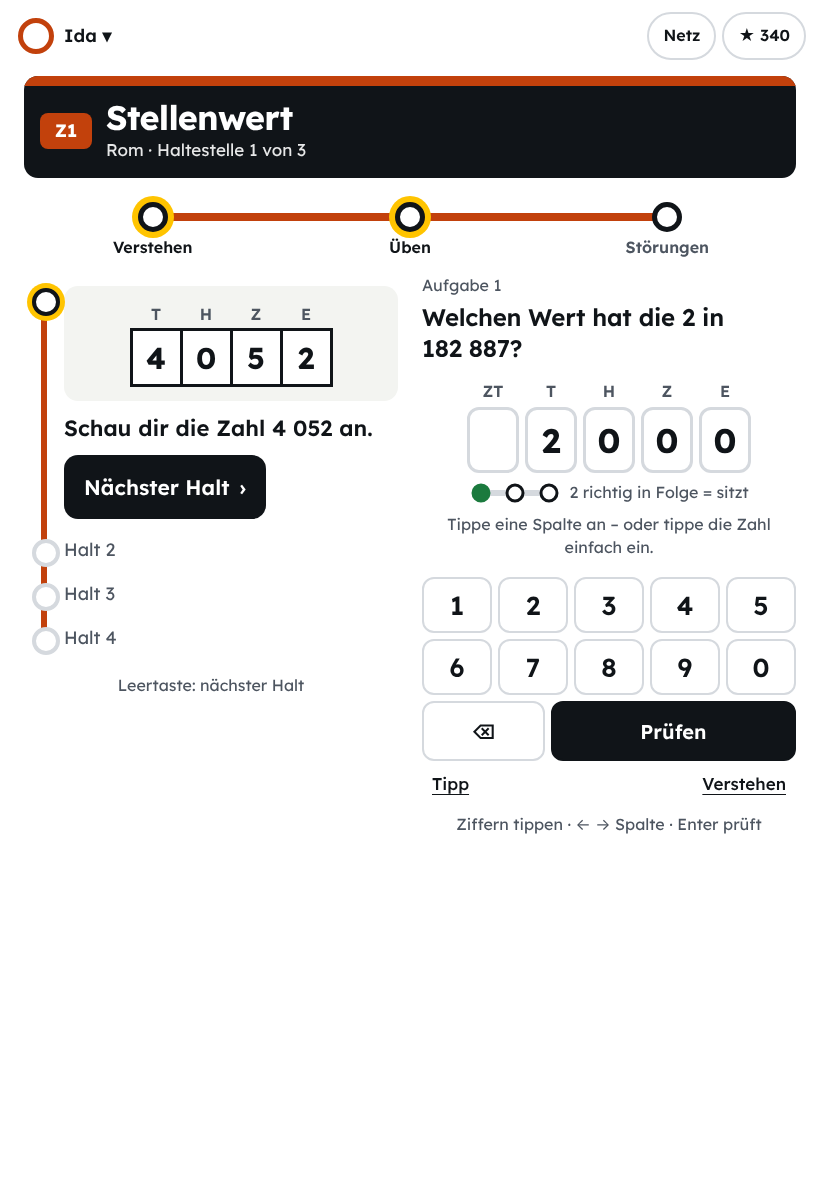 Ida ▾
Netz
★ 340
Z1
Stellenwert
Rom · Haltestelle 1 von 3
Verstehen
Üben
Störungen
T H Z E
4 0 5 2
Schau dir die Zahl 4 052 an.
Nächster Halt ›
Halt 2
Halt 3
Halt 4
Leertaste: nächster Halt
Aufgabe 1
Welchen Wert hat die 2 in
182 887?
ZT T H Z E
2 0 0 0
2 richtig in Folge = sitzt
Tippe eine Spalte an – oder tippe die Zahl
einfach ein.
1 2 3 4 5
6 7 8 9 0
⌫ Prüfen
Tipp Verstehen
Ziffern tippen · ← → Spalte · Enter prüft